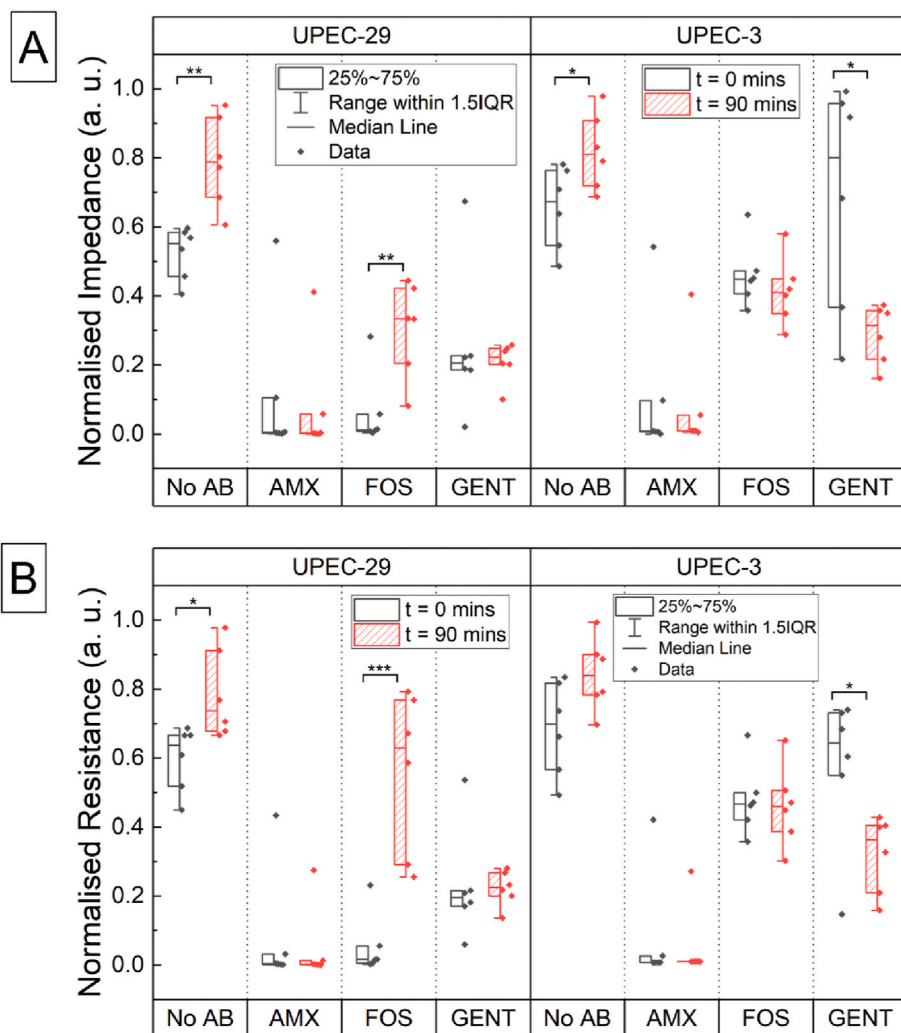 A
UPEC-29 UPEC-3
Normalised Impedance (a. u.)
1.0
0.8
0.6
0.4
0.2
0.0
** * *
25%~75%
Range within 1.5IQR
Median Line
Data
t = 0 mins
t = 90 mins
**
No AB AMX FOS GENT No AB AMX FOS GENT
B
UPEC-29 UPEC-3
Normalised Resistance (a. u.)
1.0
0.8
0.6
0.4
0.2
0.0
* *** *
t = 0 mins
t = 90 mins
25%~75%
Range within 1.5IQR
Median Line
Data
No AB AMX FOS GENT No AB AMX FOS GENT